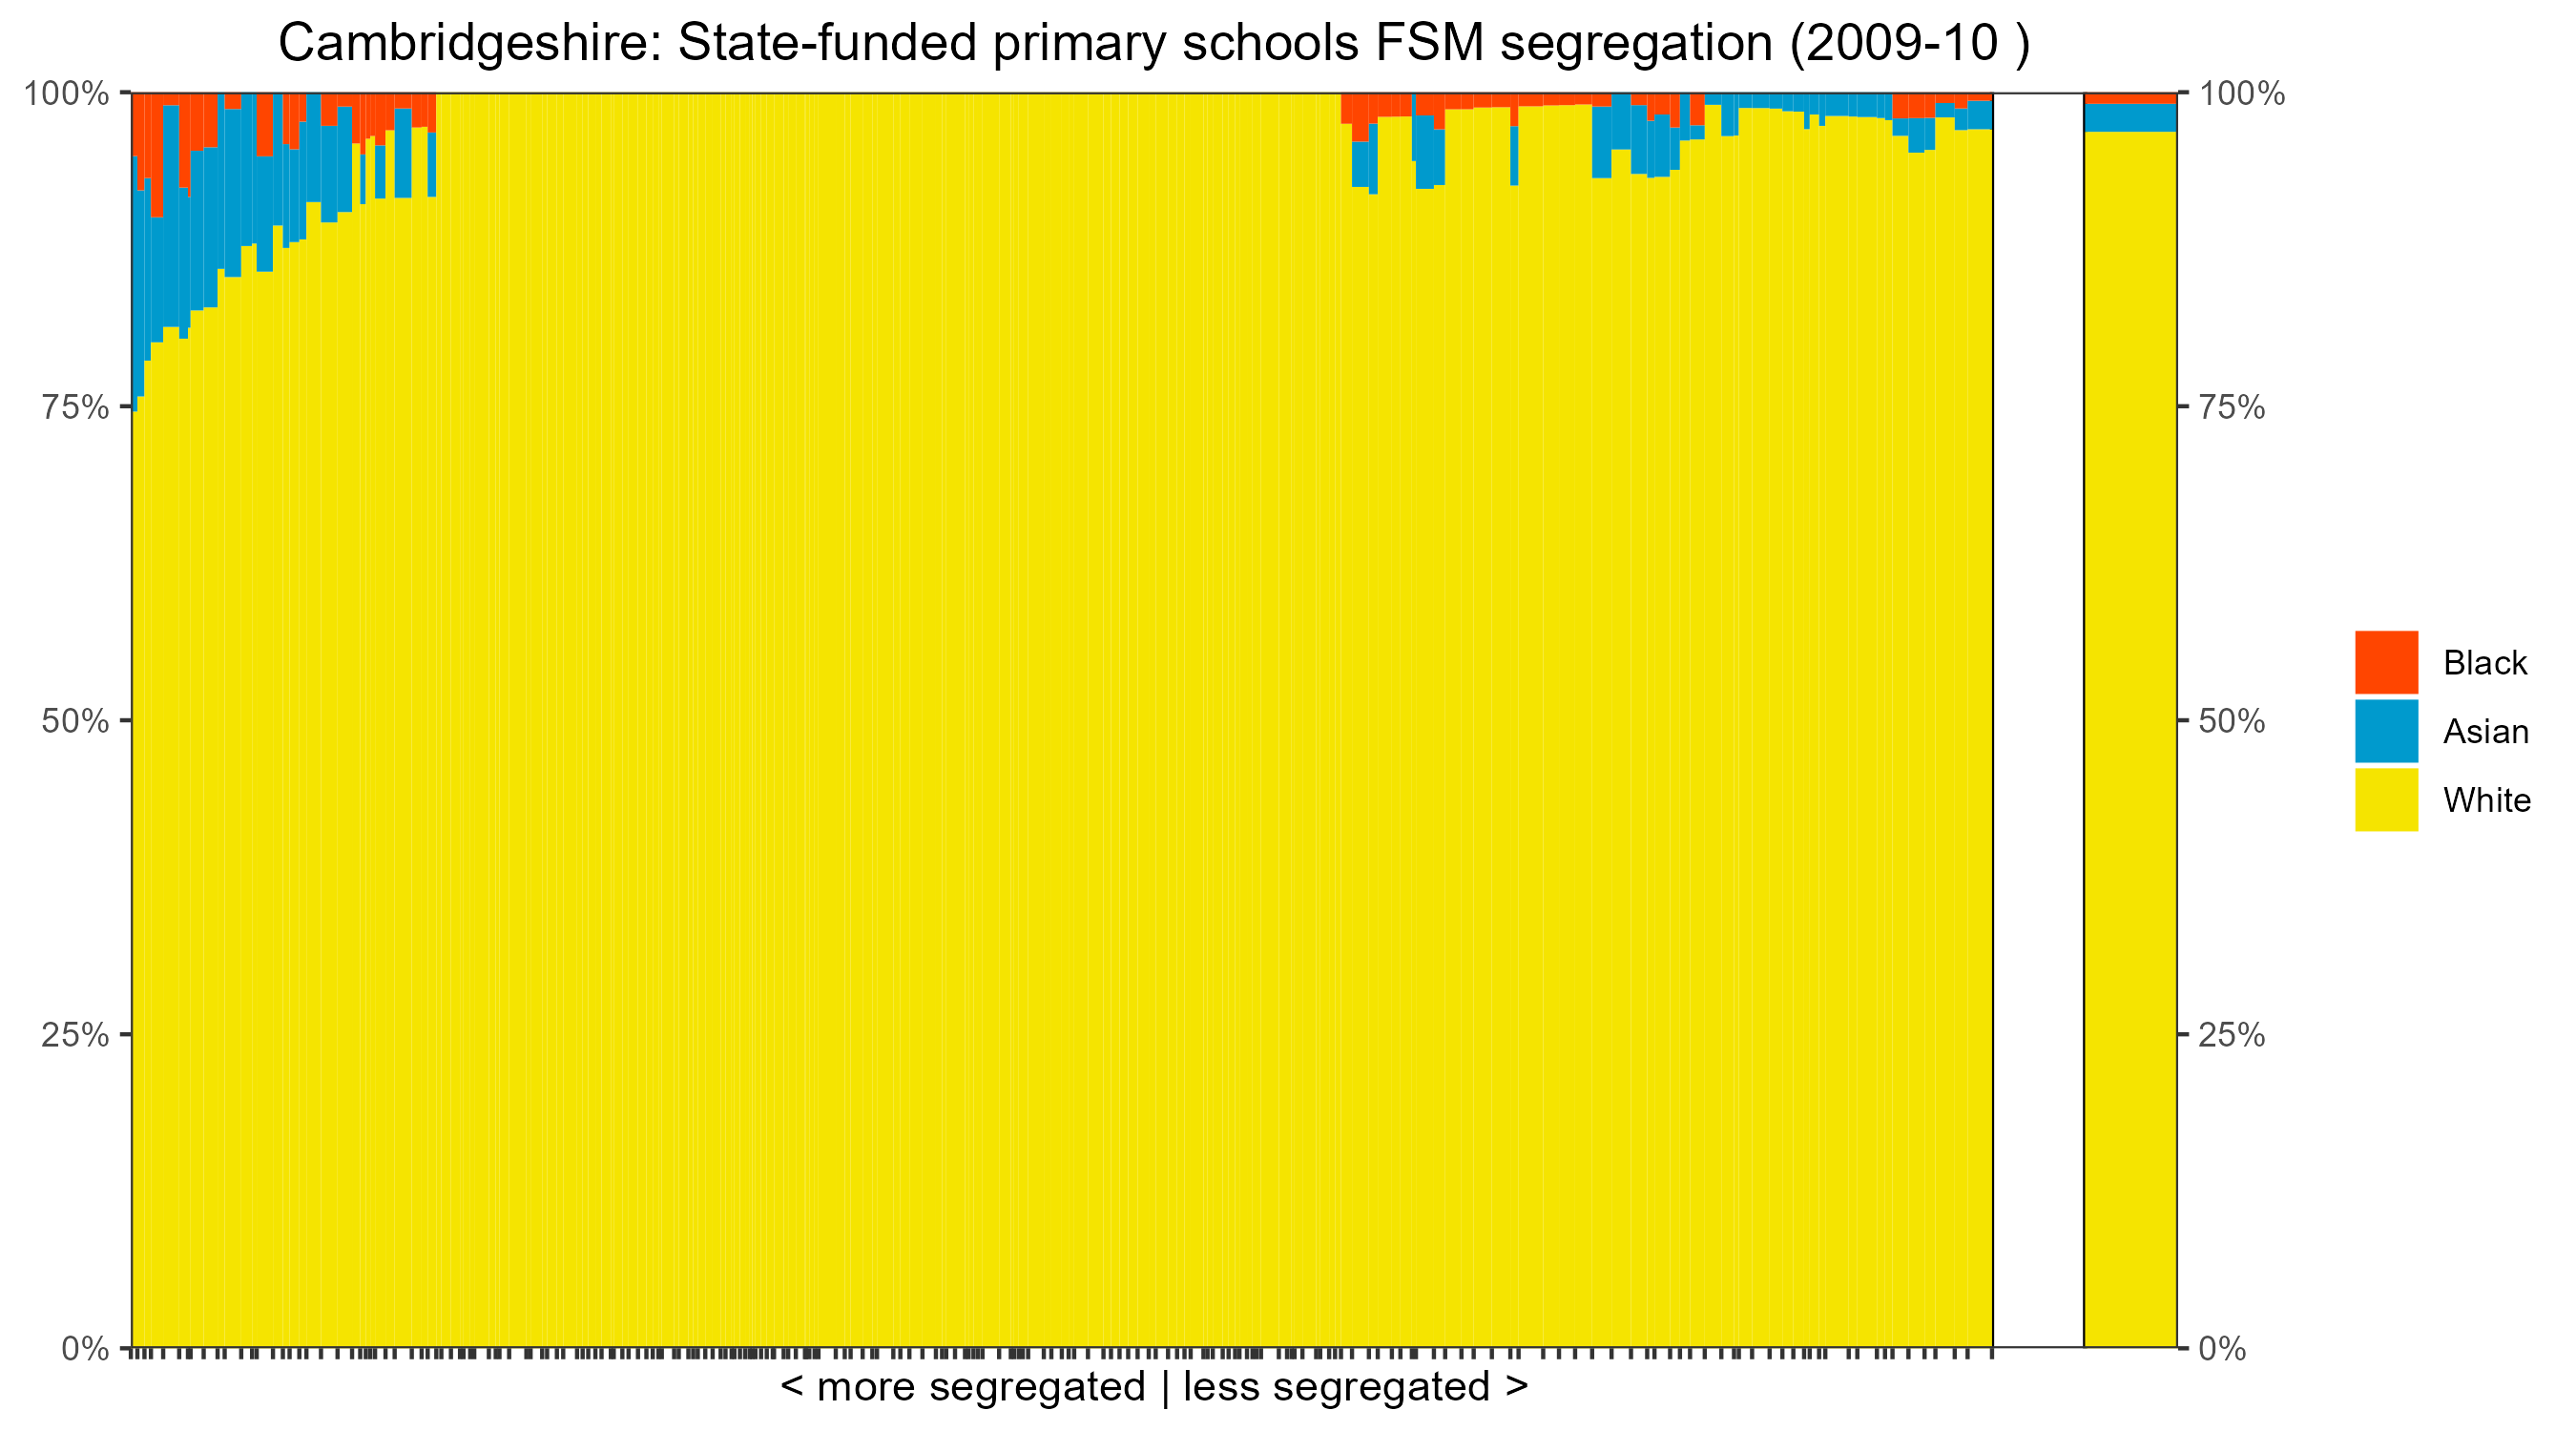 Cambridgeshire: State-funded primary schools FSM segregation (2009-10 )
100%
75%
50%
25%
0%
100%
75%
50%
25%
0%
Black
Asian
White
< more segregated | less segregated >